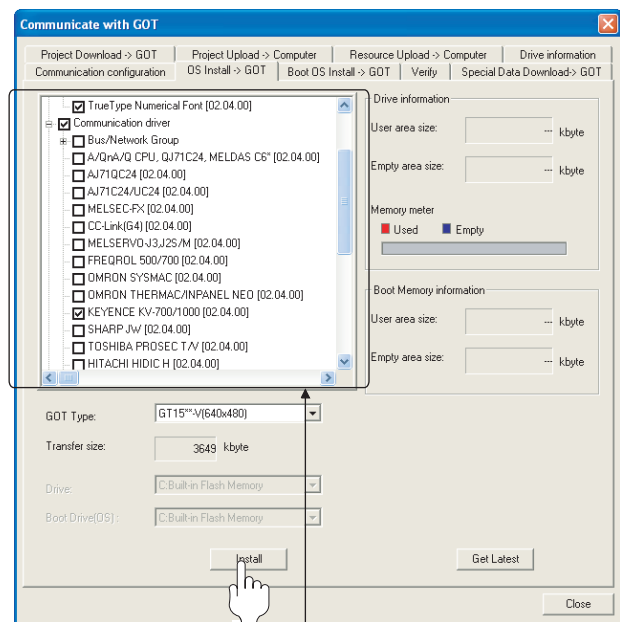 Communicate with GOT
Project Download -> GOT
Project Upload -> Computer
Resource Upload -> Computer
Drive information
Communication configuration
OS Install -> GOT
Boot OS Install -> GOT
Verify
Special Data Download-> GOT
TrueType Numerical Font [02.04.00]
Communication driver
Bus/Network Group
A/QnA/Q CPU, QJ71C24, MELDAS C6* [02.04.00]
AJ71QC24 [02.04.00]
AJ71C24/UC24 [02.04.00]
MELSEC-FX [02.04.00]
CC-Link(G4) [02.04.00]
MELSERVO-J3,J2S/M [02.04.00]
FREQROL 500/700 [02.04.00]
OMRON SYSMAC [02.04.00]
OMRON THERMAC/INPANEL NEO [02.04.00]
KEYENCE KV-700/1000 [02.04.00]
SHARP JW [02.04.00]
TOSHIBA PROSEC T/V [02.04.00]
HITACHI HIDIC H [02.04.00]
Drive information
User area size: --- kbyte
Empty area size: --- kbyte
Memory meter
Used Empty
Boot Memory information
User area size: --- kbyte
Empty area size: --- kbyte
GOT Type: GT15**-V(640x480)
Transfer size: 3649 kbyte
Drive: C:Built-in Flash Memory
Boot Drive(OS) : C:Built-in Flash Memory
Install
Get Latest
Close